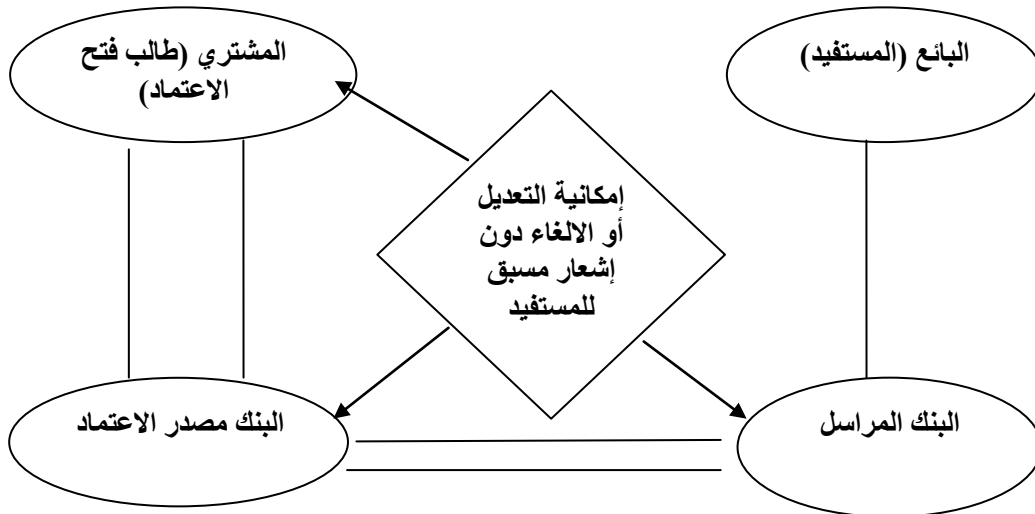 البائع (المستفيد)
المشتري (طالب فتح
الاعتماد)
إمكانية التعديل
أو الالغاء دون
إشعار مسبق
للمستفيد
البنك المراسل
البنك مصدر الاعتماد